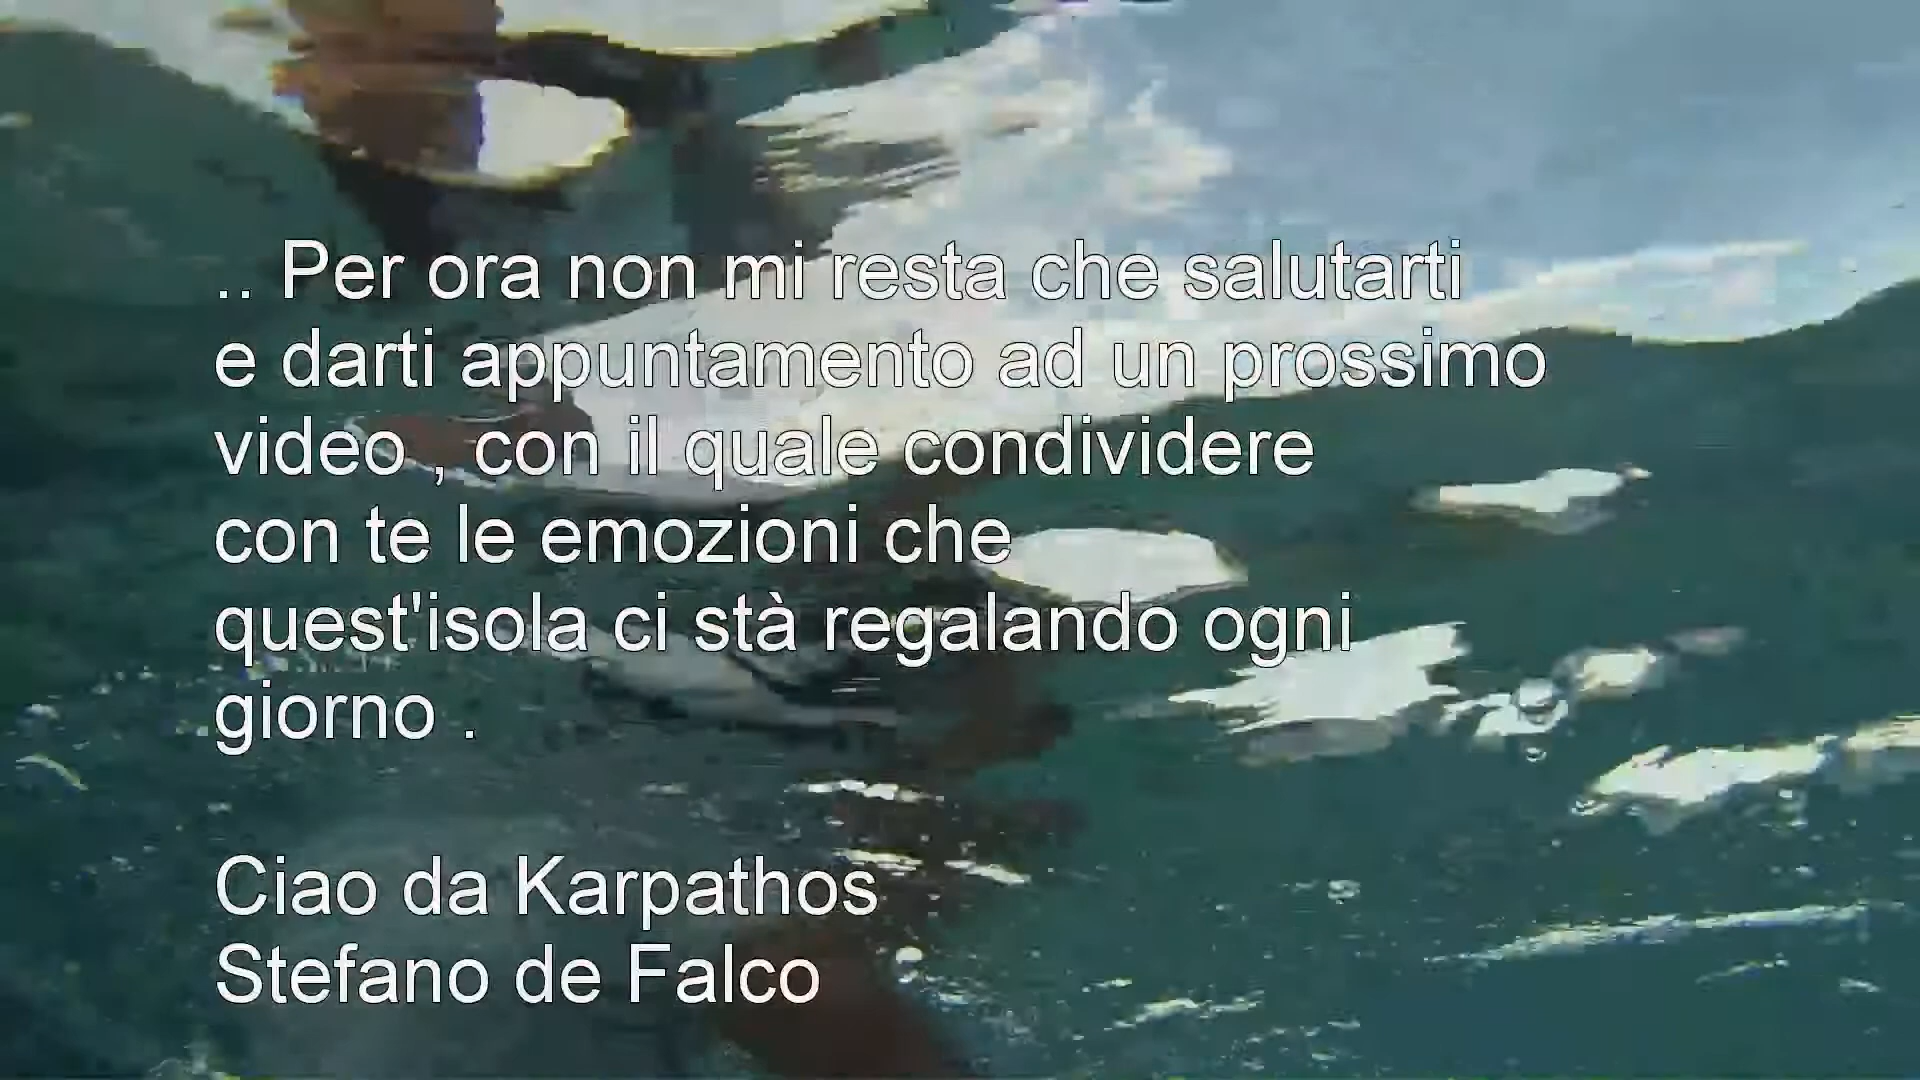 .. Per ora non mi resta che salutarti
e darti appuntamento ad un prossimo
video , con il quale condividere
con te le emozioni che
quest'isola ci stà regalando ogni
giorno .
Ciao da Karpathos
Stefano de Falco